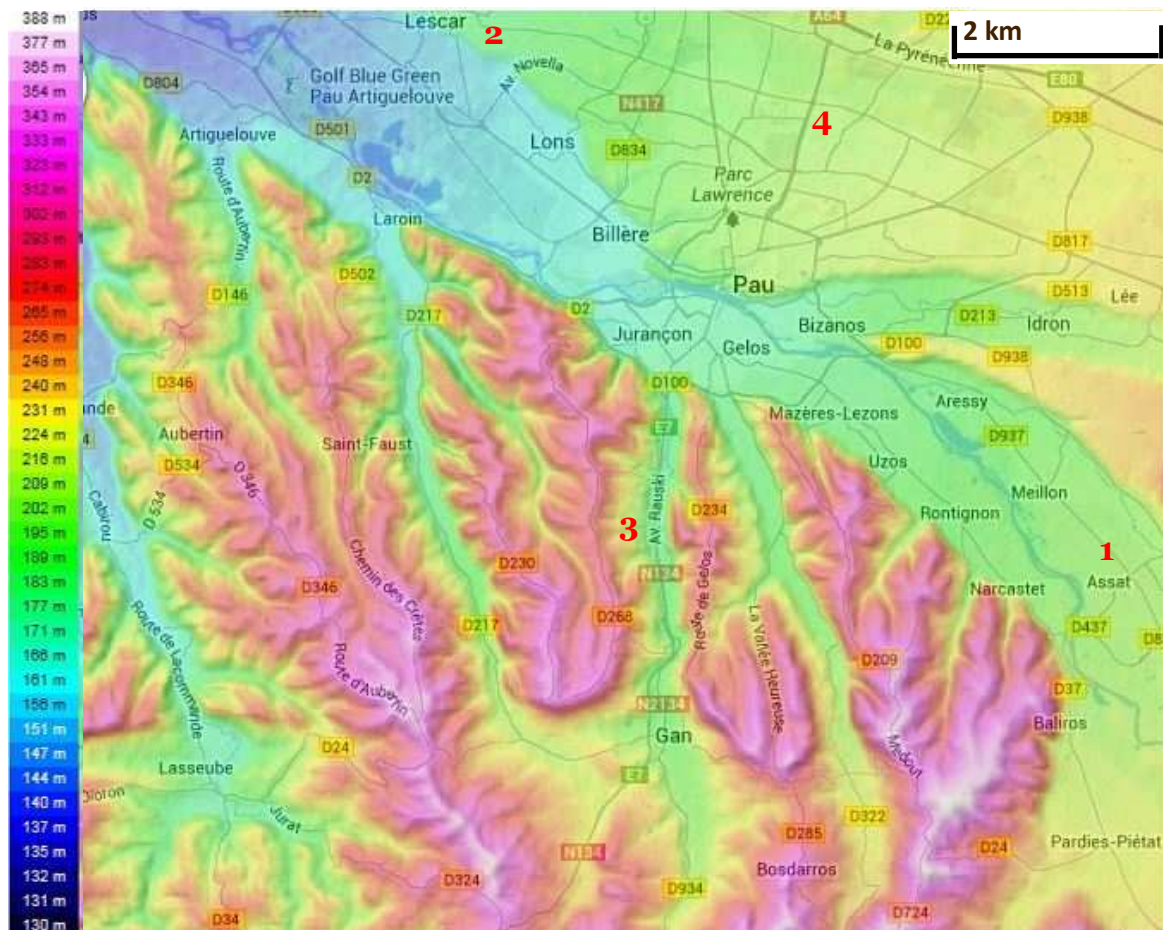 388 m
377 m
365 m
354 m
343 m
333 m
323 m
312 m
302 m
293 m
283 m
274 m
265 m
256 m
248 m
240 m
231 m
224 m
216 m
209 m
202 m
195 m
189 m
183 m
177 m
171 m
166 m
161 m
156 m
151 m
147 m
144 m
140 m
137 m
135 m
132 m
131 m
130 m
Lescar
2
A64
2 km
La Pyrénéenne
E80
D804
Golf Blue Green
Pau Artiguelouve
Av. Novella
N417
D938
4
Artiguelouve
D501
Lons
D834
D2
Parc
Lawrence
Route d'Aubertin
Laroin
Billère
D817
D502
D146
Pau
D513
Lée
D217
D2
Jurançon
Bizanos
D213
Idron
Gelos
D100
D938
D346
D100
Mazères-Lezons
Aressy
Aubertin
Saint-Faust
E7
D937
D534
D346
Uzos
Cabirou
D 534
Av. Rauski
D234
Meillon
Rontignon
3
1
D230
Chemin des Crêtes
N134
Route de Gelos
Assat
D346
Narcastet
D268
La Vallée Heureuse
D217
D437
Route de Lacommande
Route d'Aubertin
D209
D37
N2134
Baliros
Gan
D24
Medout
Lasseube
E7
Jurat
D322
D285
D24
Pardies-Piétat
N134
Bosdarros
D324
D934
D34
D724